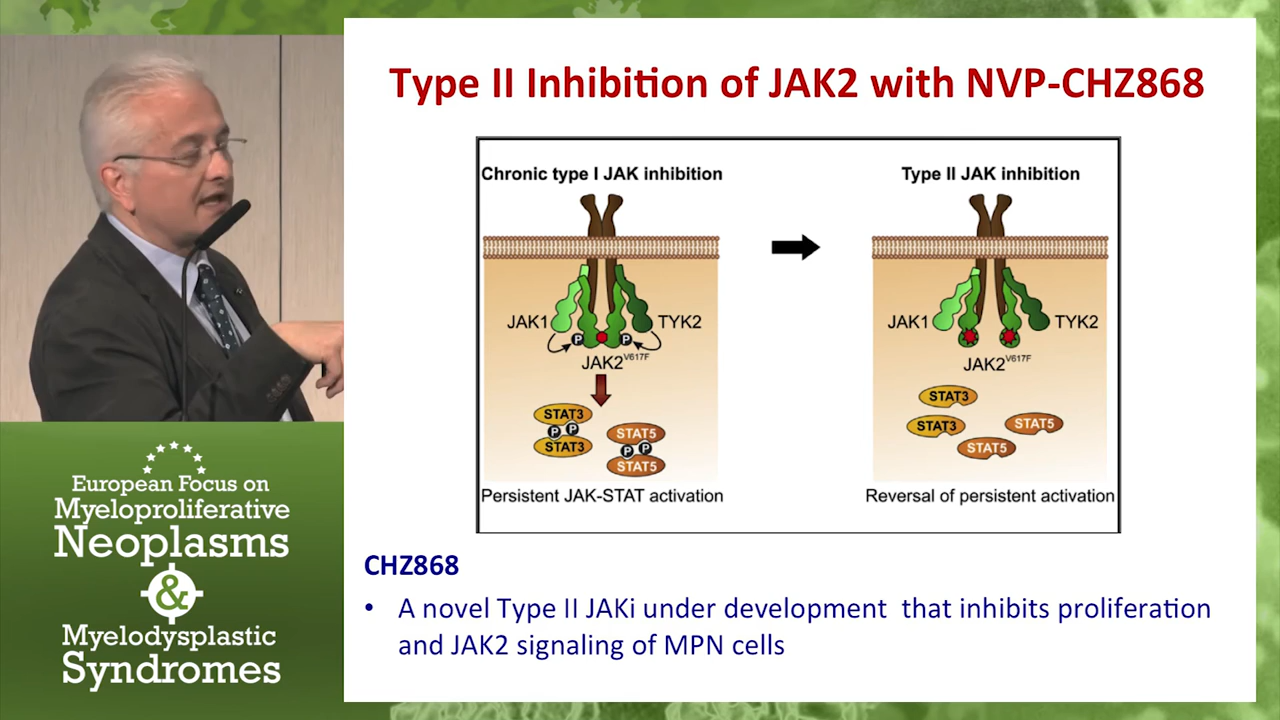 Type II Inhibition of JAK2 with NVP-CHZ868
Chronic type I JAK inhibition
JAK1
TYK2
P
P
JAK2V617F
STAT3
P P
STAT3
STAT5
P P
STAT5
Persistent JAK-STAT activation
Type II JAK inhibition
JAK1
TYK2
JAK2V617F
STAT3
STAT3
STAT5
STAT5
Reversal of persistent activation
CHZ868
• A novel Type II JAKi under development that inhibits proliferation
and JAK2 signaling of MPN cells
European Focus on
Myeloproliferative
Neoplasms
&
Myelodysplastic
Syndromes